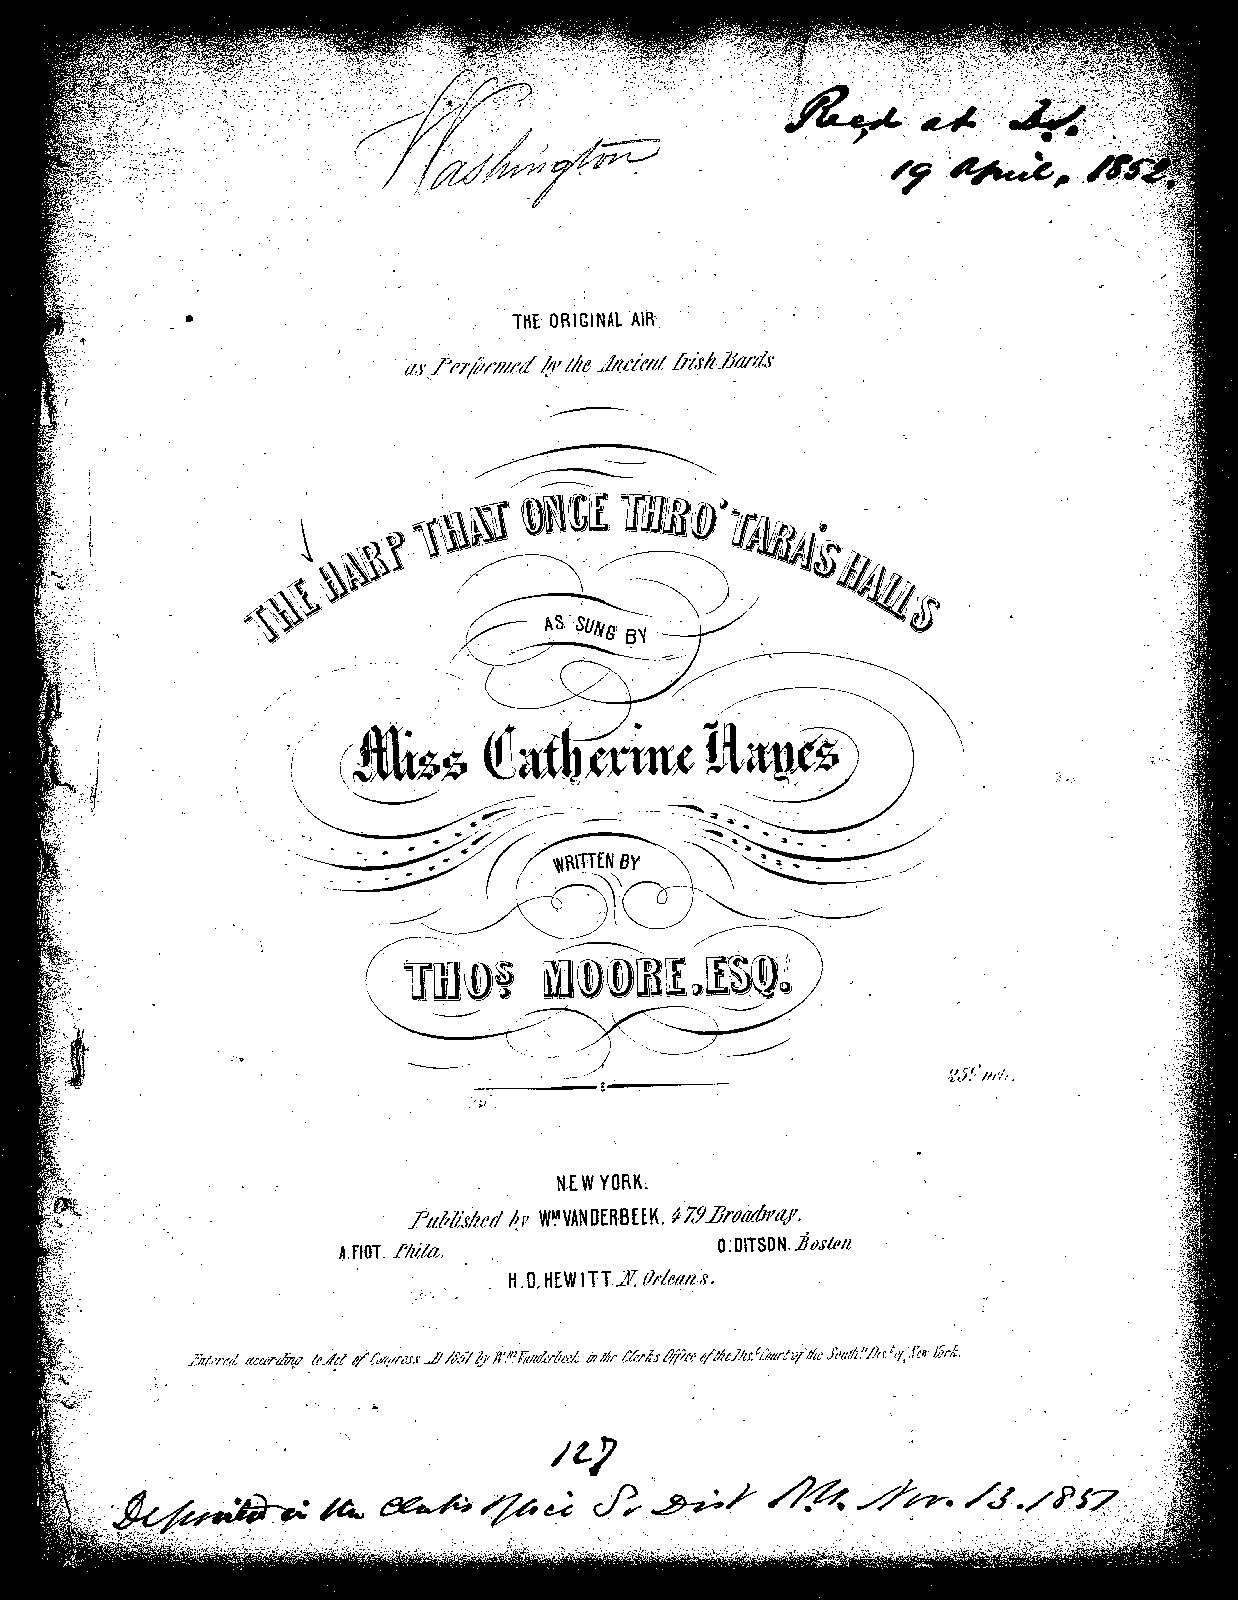 Washington
Recd at
19 April, 1852.
THE ORIGINAL AIR
as Performed by the Ancient Irish Bards
THE HARP THAT ONCE THRO' TARA'S HALLS
AS SUNG BY
Miss Catherine Hayes
WRITTEN BY
THOS MOORE, ESQ.
25c nett.
NEW YORK.
Published by WM VANDERBEEK, 479 Broadway.
A. FIOT. Phila. O. DITSON. Boston
H. D. HEWITT N. Orleans.
Entered according to Act of Congress AD 1851 by Wm Vanderbeek in the Clerks Office of the Dist Court of the Southn Dist of New York.
127
Deposited in the Clerks Office So Dist N.Y. Nov. 13. 1851